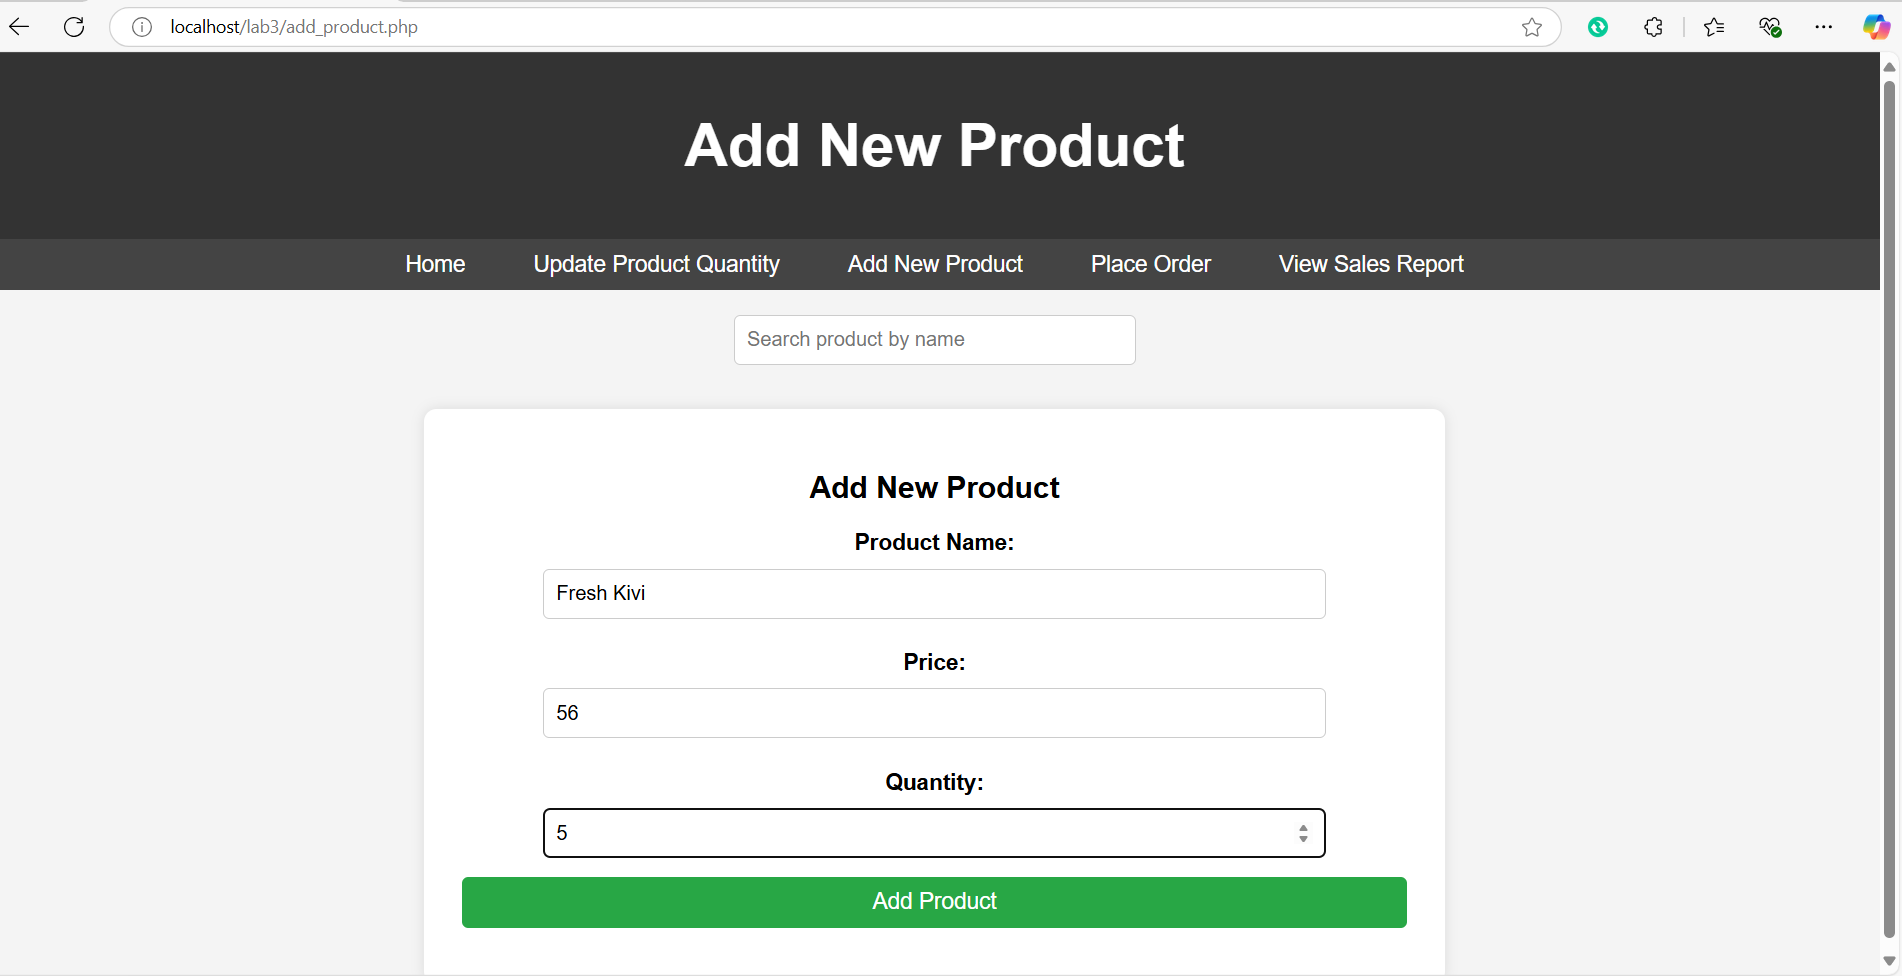 localhost/lab3/add_product.php
Add New Product
Home Update Product Quantity Add New Product Place Order View Sales Report
Search product by name
Add New Product
Product Name:
Fresh Kivi
Price:
56
Quantity:
5
Add Product